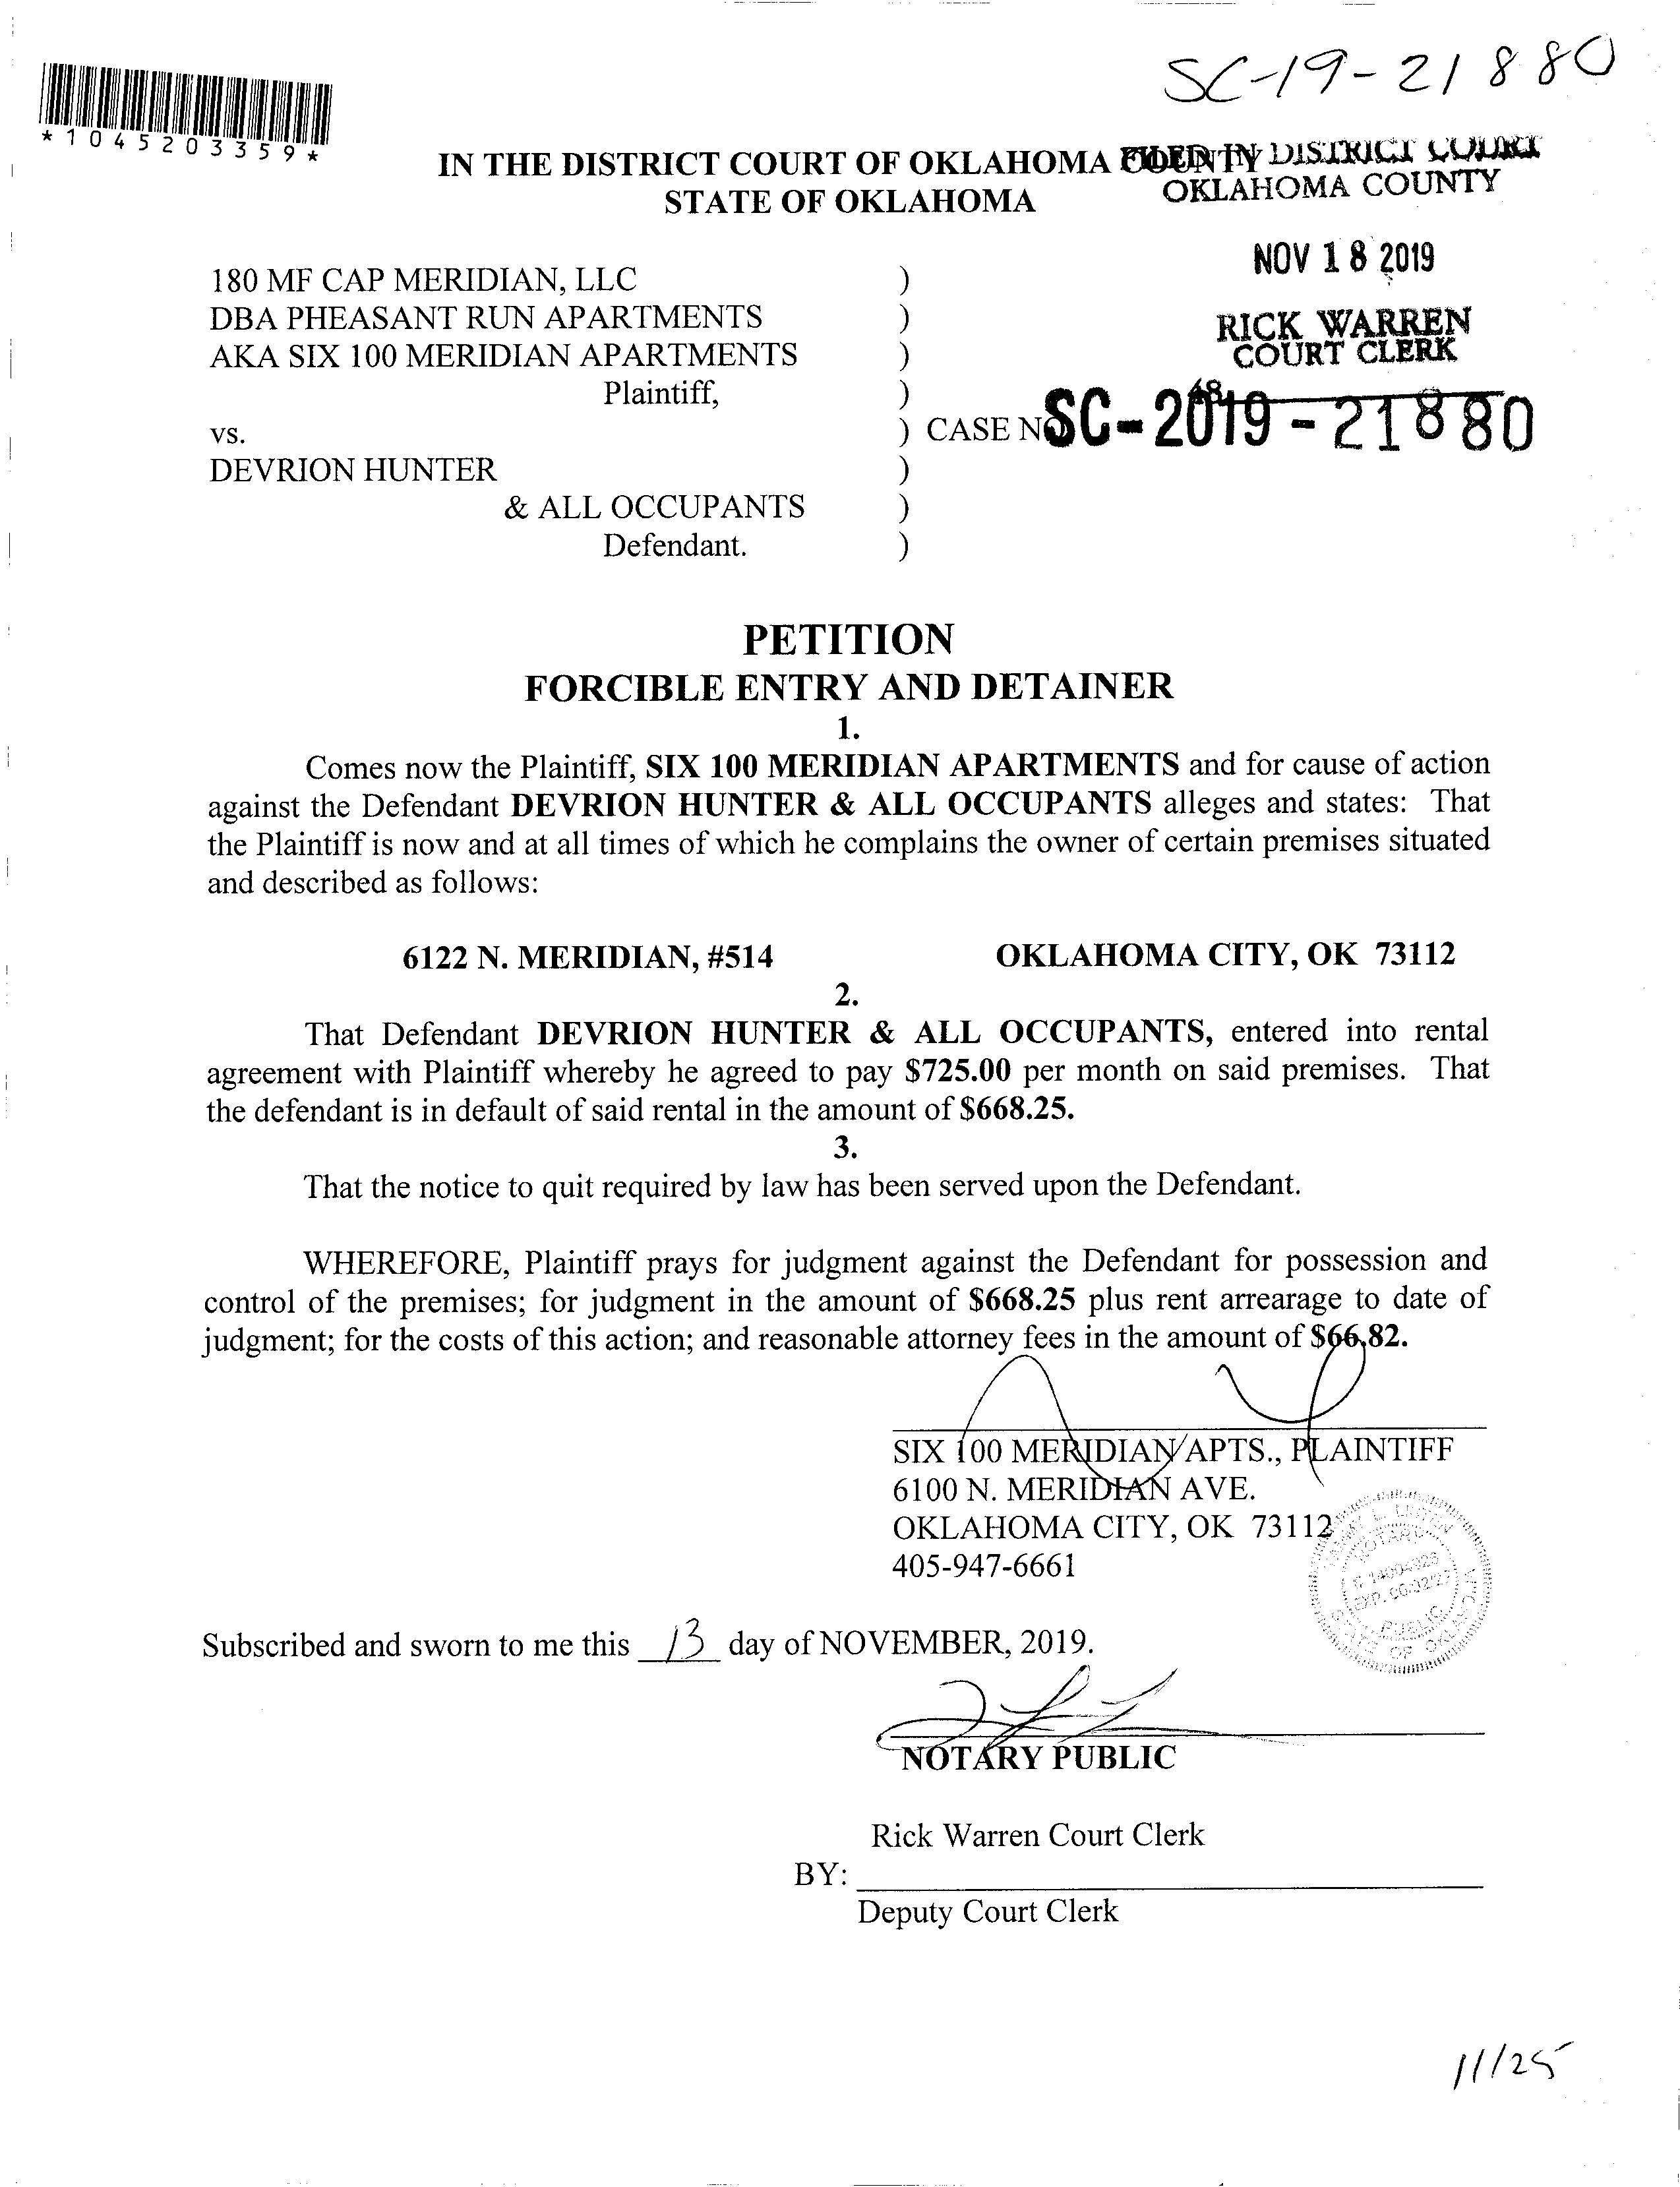 SC-19-21880
*1045203359*
IN THE DISTRICT COURT OF OKLAHOMA COUNTY
STATE OF OKLAHOMA
FILED IN DISTRICT COURT
OKLAHOMA COUNTY
NOV 18 2019
RICK WARREN
COURT CLERK
48
180 MF CAP MERIDIAN, LLC )
DBA PHEASANT RUN APARTMENTS )
AKA SIX 100 MERIDIAN APARTMENTS )
Plaintiff, )
vs. ) CASE NO SC-2019-21880
DEVRION HUNTER )
& ALL OCCUPANTS )
Defendant. )
PETITION
FORCIBLE ENTRY AND DETAINER
1.
Comes now the Plaintiff, SIX 100 MERIDIAN APARTMENTS and for cause of action
against the Defendant DEVRION HUNTER & ALL OCCUPANTS alleges and states: That
the Plaintiff is now and at all times of which he complains the owner of certain premises situated
and described as follows:
6122 N. MERIDIAN, #514 OKLAHOMA CITY, OK 73112
2.
That Defendant DEVRION HUNTER & ALL OCCUPANTS, entered into rental
agreement with Plaintiff whereby he agreed to pay $725.00 per month on said premises. That
the defendant is in default of said rental in the amount of $668.25.
3.
That the notice to quit required by law has been served upon the Defendant.
WHEREFORE, Plaintiff prays for judgment against the Defendant for possession and
control of the premises; for judgment in the amount of $668.25 plus rent arrearage to date of
judgment; for the costs of this action; and reasonable attorney fees in the amount of $66.82.
SIX 100 MERIDIAN APTS., PLAINTIFF
6100 N. MERIDIAN AVE.
OKLAHOMA CITY, OK 73112
405-947-6661
NOTARY
PUBLIC
STATE OF OKLAHOMA
Subscribed and sworn to me this 13 day of NOVEMBER, 2019.
NOTARY PUBLIC
Rick Warren Court Clerk
BY:
Deputy Court Clerk
11/25